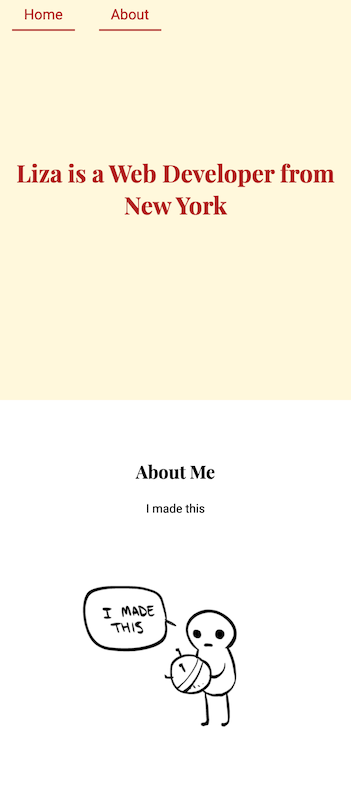 Home About
Liza is a Web Developer from
New York
About Me
I made this
I MADE
THIS